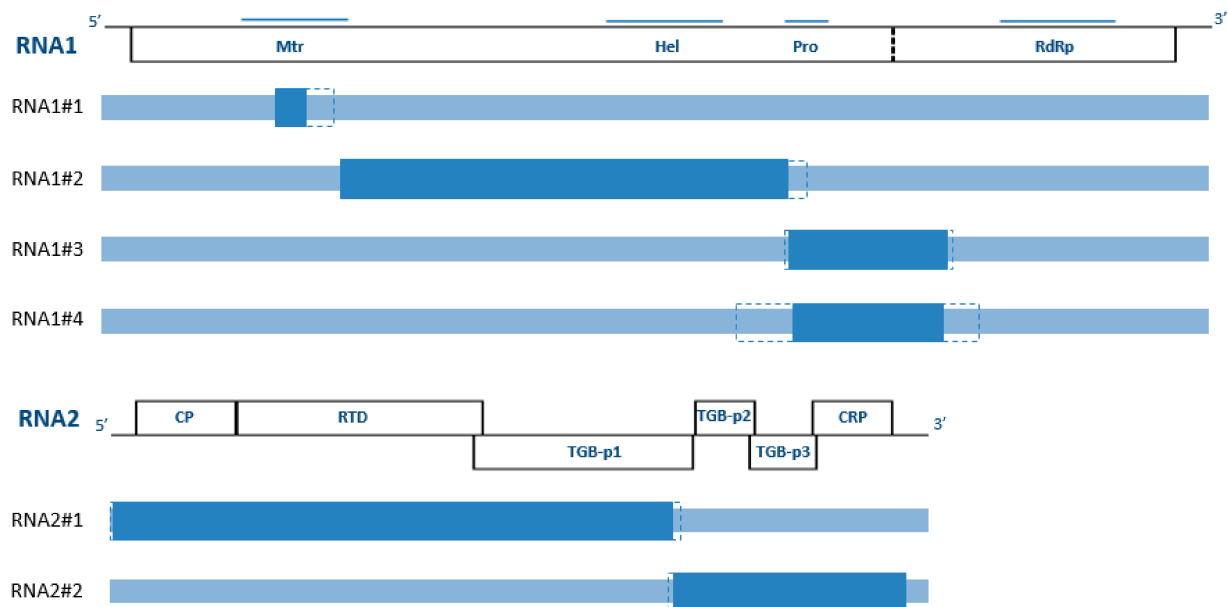 5′ 3′
RNA1 Mtr Hel Pro RdRp
RNA1#1
RNA1#2
RNA1#3
RNA1#4
RNA2 5′ CP RTD TGB-p2 CRP 3′
TGB-p1 TGB-p3
RNA2#1
RNA2#2